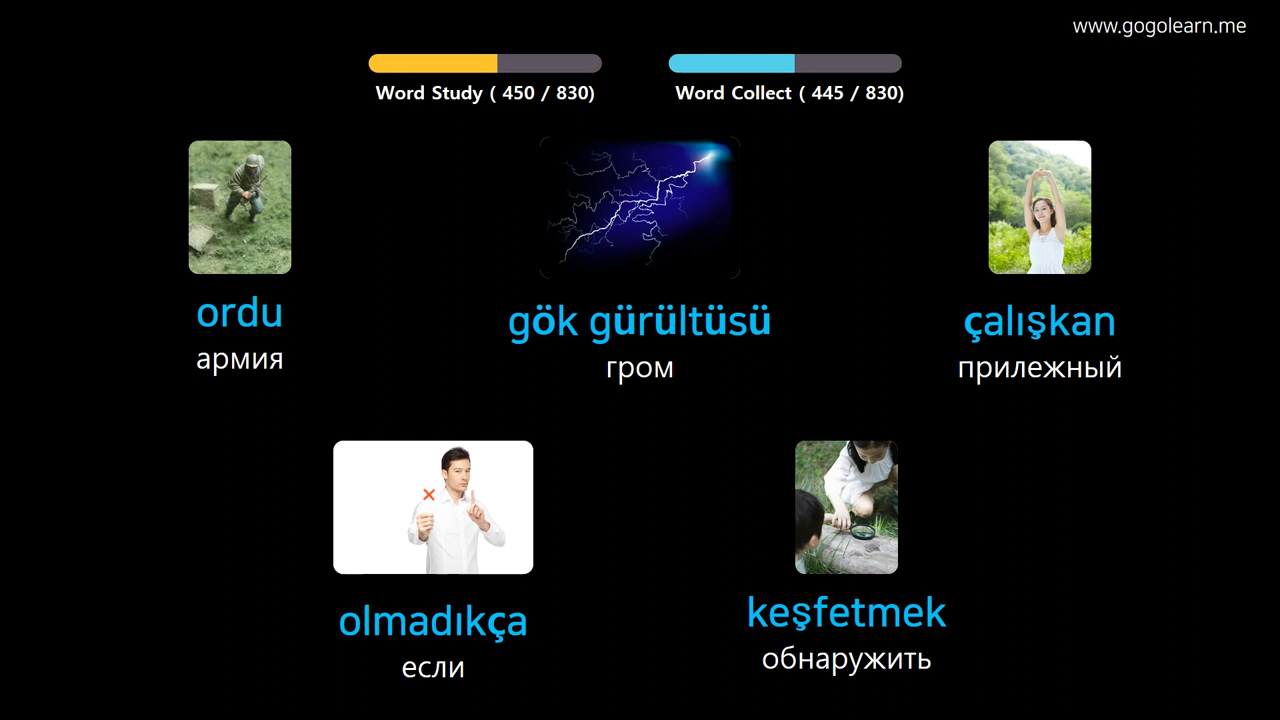 www.gogolearn.me
Word Study ( 450 / 830)
Word Collect ( 445 / 830)
ordu
армия
gök gürültüsü
гром
çalışkan
прилежный
olmadıkça
если
keşfetmek
обнаружить